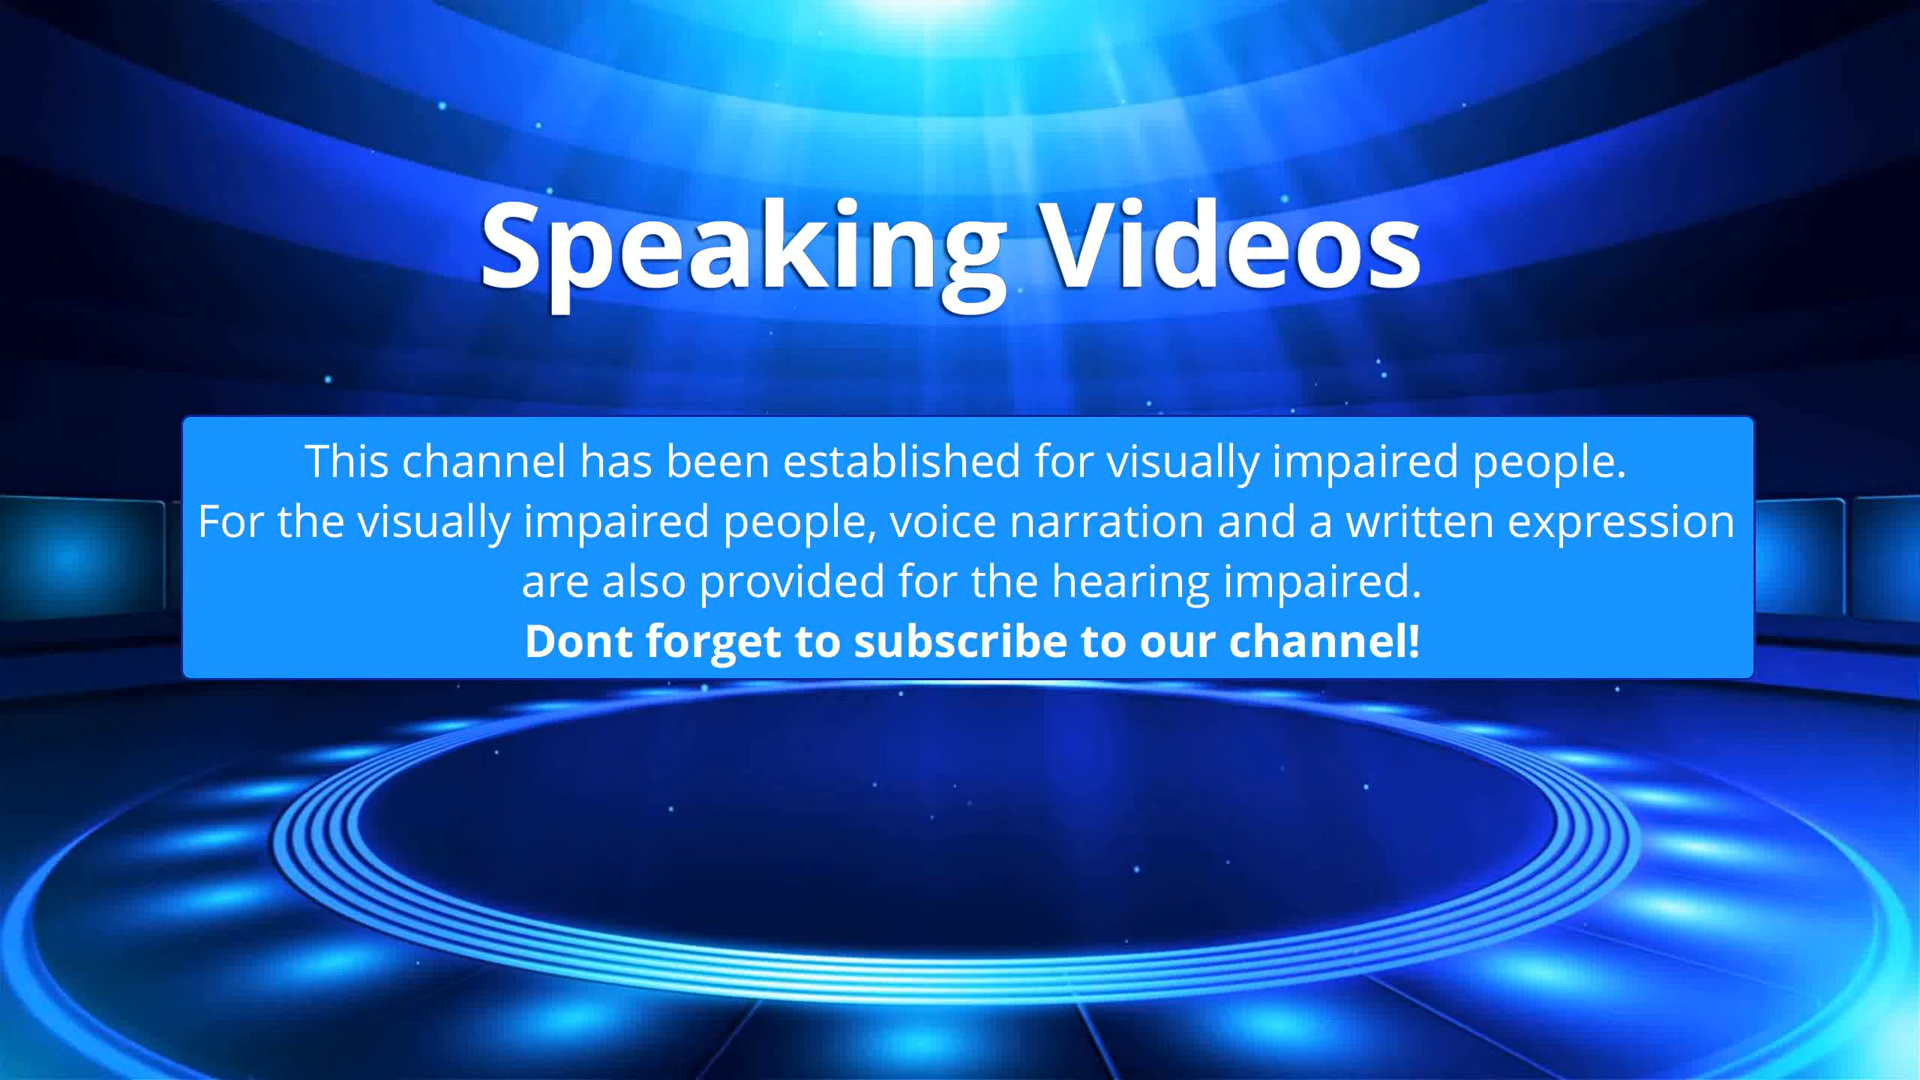 Speaking Videos
This channel has been established for visually impaired people.
For the visually impaired people, voice narration and a written expression
are also provided for the hearing impaired.
Dont forget to subscribe to our channel!